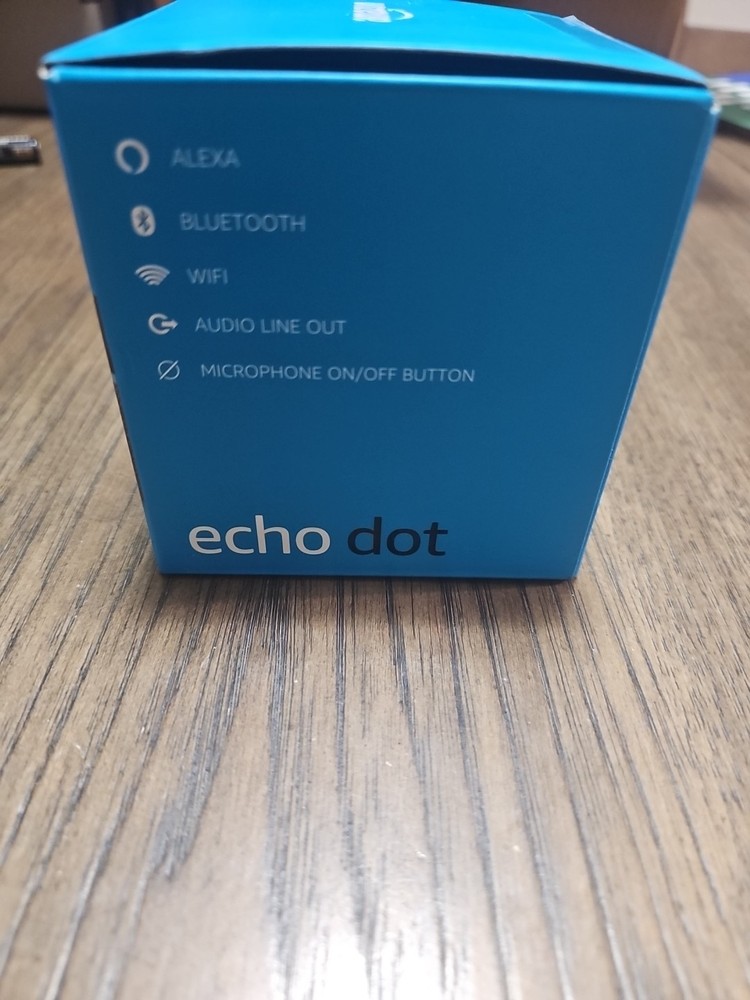 ALEXA
BLUETOOTH
WIFI
AUDIO LINE OUT
MICROPHONE ON/OFF BUTTON
echo dot